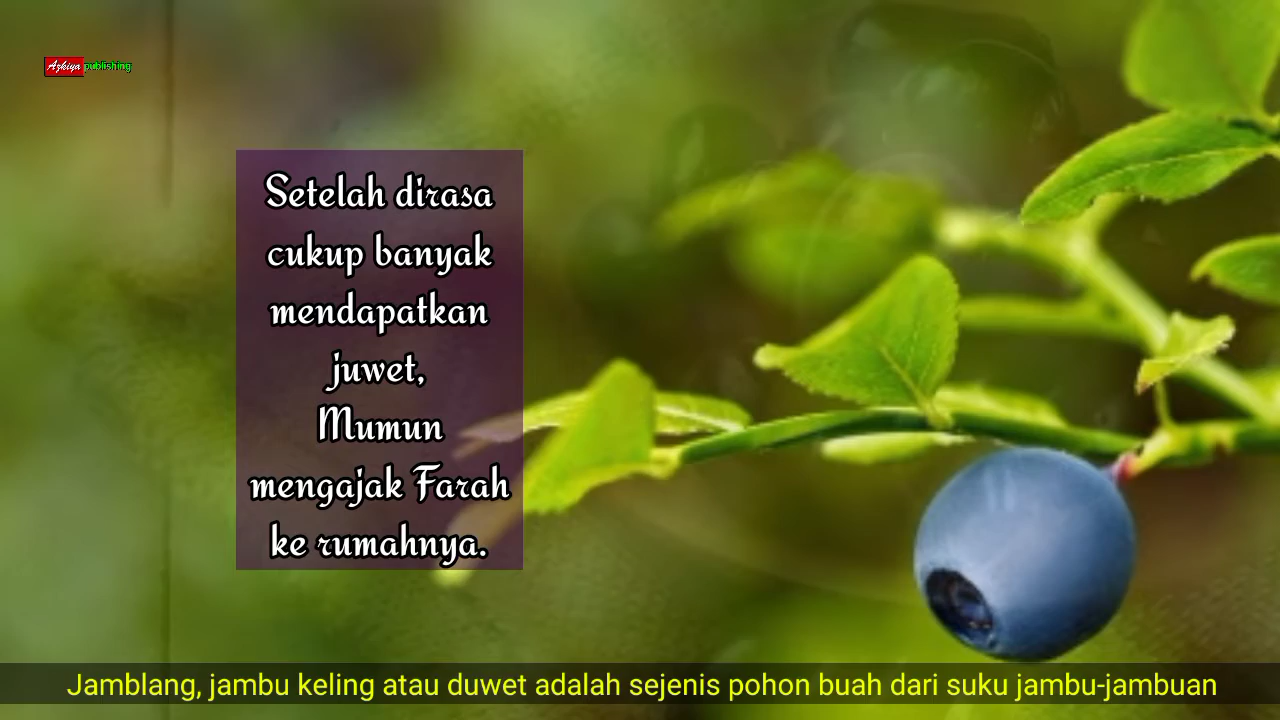 Azkiya publishing
Setelah dirasa
cukup banyak
mendapatkan
juwet,
Mumun
mengajak Farah
ke rumahnya.
Jamblang, jambu keling atau duwet adalah sejenis pohon buah dari suku jambu-jambuan